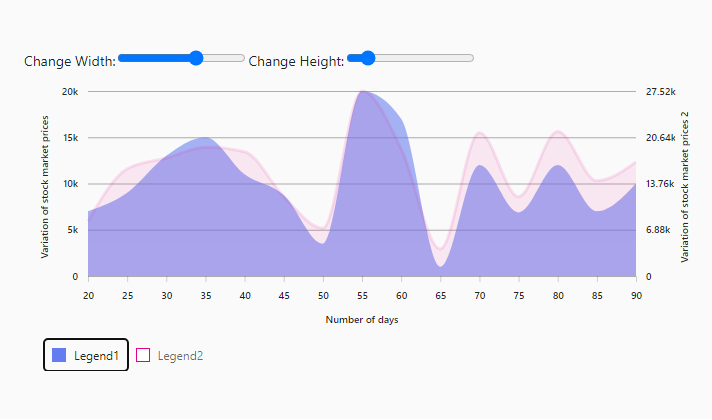 Change Width: Change Height:
20k
15k
10k
5k
0
Variation of stock market prices
27.52k
20.64k
13.76k
6.88k
0
Variation of stock market prices 2
20 25 30 35 40 45 50 55 60 65 70 75 80 85 90
Number of days
Legend1 Legend2